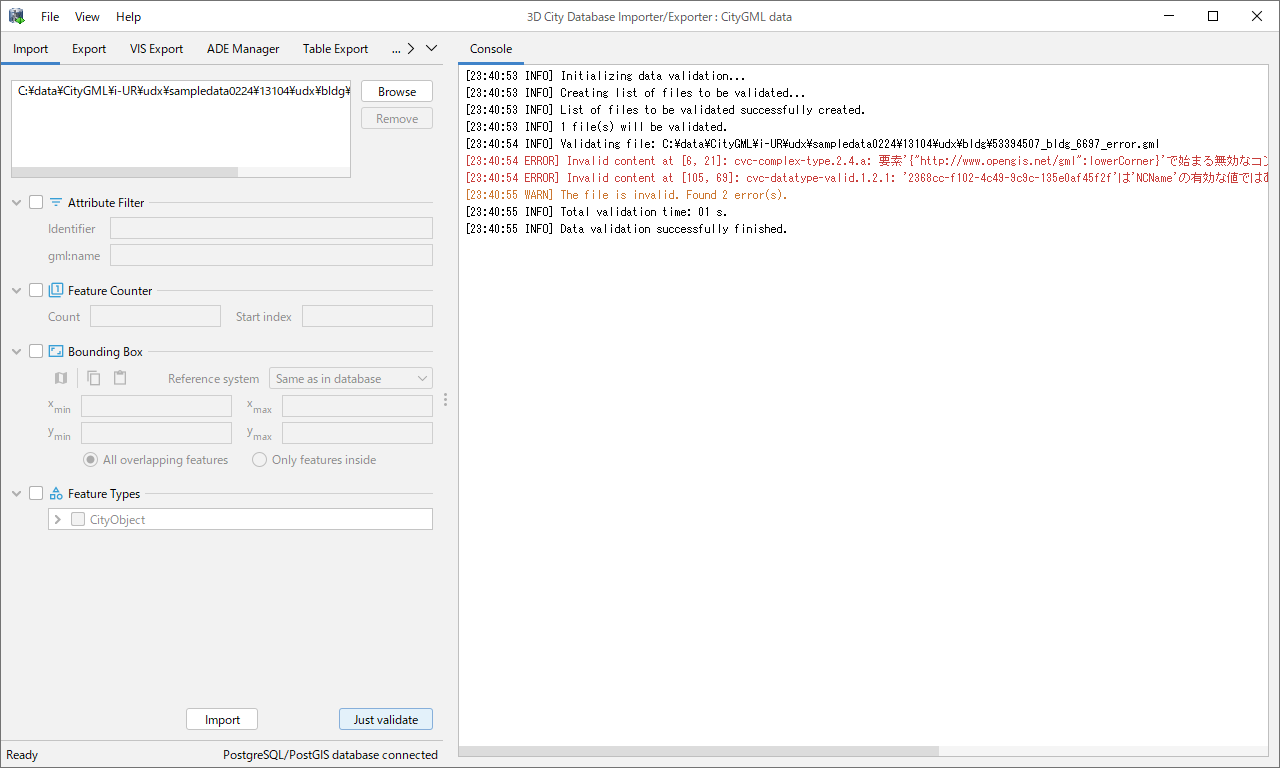 3D City Database Importer/Exporter : CityGML data
File View Help
Import Export VIS Export ADE Manager Table Export ...
C:¥data¥CityGML¥i-UR¥udx¥sampledata0224¥13104¥udx¥bldg¥
Browse
Remove
Attribute Filter
Identifier
gml:name
Feature Counter
Count
Start index
Bounding Box
Reference system Same as in database
xmin
xmax
ymin
ymax
All overlapping features
Only features inside
Feature Types
CityObject
Import
Just validate
Ready
PostgreSQL/PostGIS database connected
Console
[23:40:53 INFO] Initializing data validation...
[23:40:53 INFO] Creating list of files to be validated...
[23:40:53 INFO] List of files to be validated successfully created.
[23:40:53 INFO] 1 file(s) will be validated.
[23:40:54 INFO] Validating file: C:¥data¥CityGML¥i-UR¥udx¥sampledata0224¥13104¥udx¥bldg¥53394507_bldg_6697_error.gml
[23:40:54 ERROR] Invalid content at [6, 21]: cvc-complex-type.2.4.a: 要素'{"http://www.opengis.net/gml":lowerCorner}'で始まる無効なコン
[23:40:54 ERROR] Invalid content at [105, 69]: cvc-datatype-valid.1.2.1: '2368cc-f102-4c49-9c9c-135e0af45f2f'は'NCName'の有効な値では
[23:40:55 WARN] The file is invalid. Found 2 error(s).
[23:40:55 INFO] Total validation time: 01 s.
[23:40:55 INFO] Data validation successfully finished.